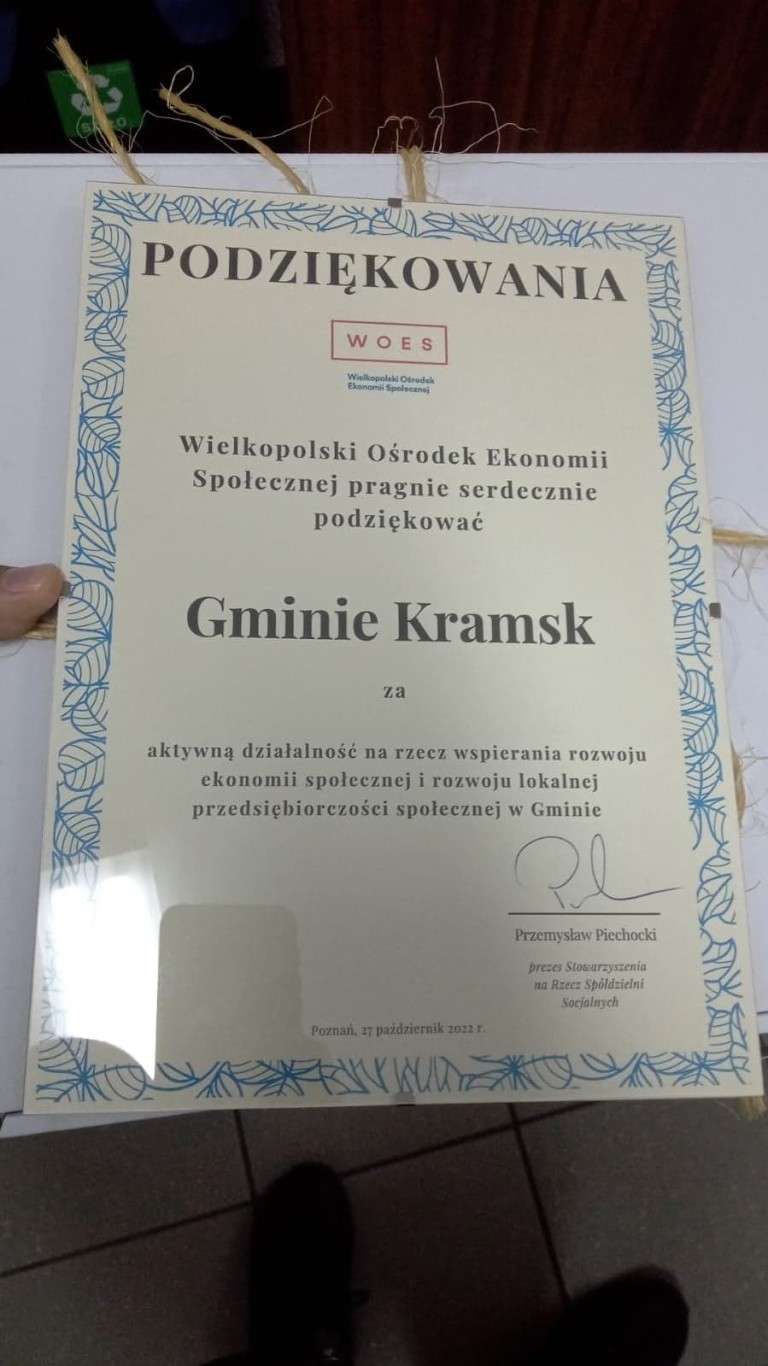 PODZIĘKOWANIA
WOES
Wielkopolski Ośrodek
Ekonomii Społecznej
Wielkopolski Ośrodek Ekonomii
Społecznej pragnie serdecznie
podziękować
Gminie Kramsk
za
aktywną działalność na rzecz wspierania rozwoju
ekonomii społecznej i rozwoju lokalnej
przedsiębiorczości społecznej w Gminie
Przemysław Piechocki
prezes Stowarzyszenia
na Rzecz Spółdzielni
Socjalnych
Poznań, 27 październik 2022 r.